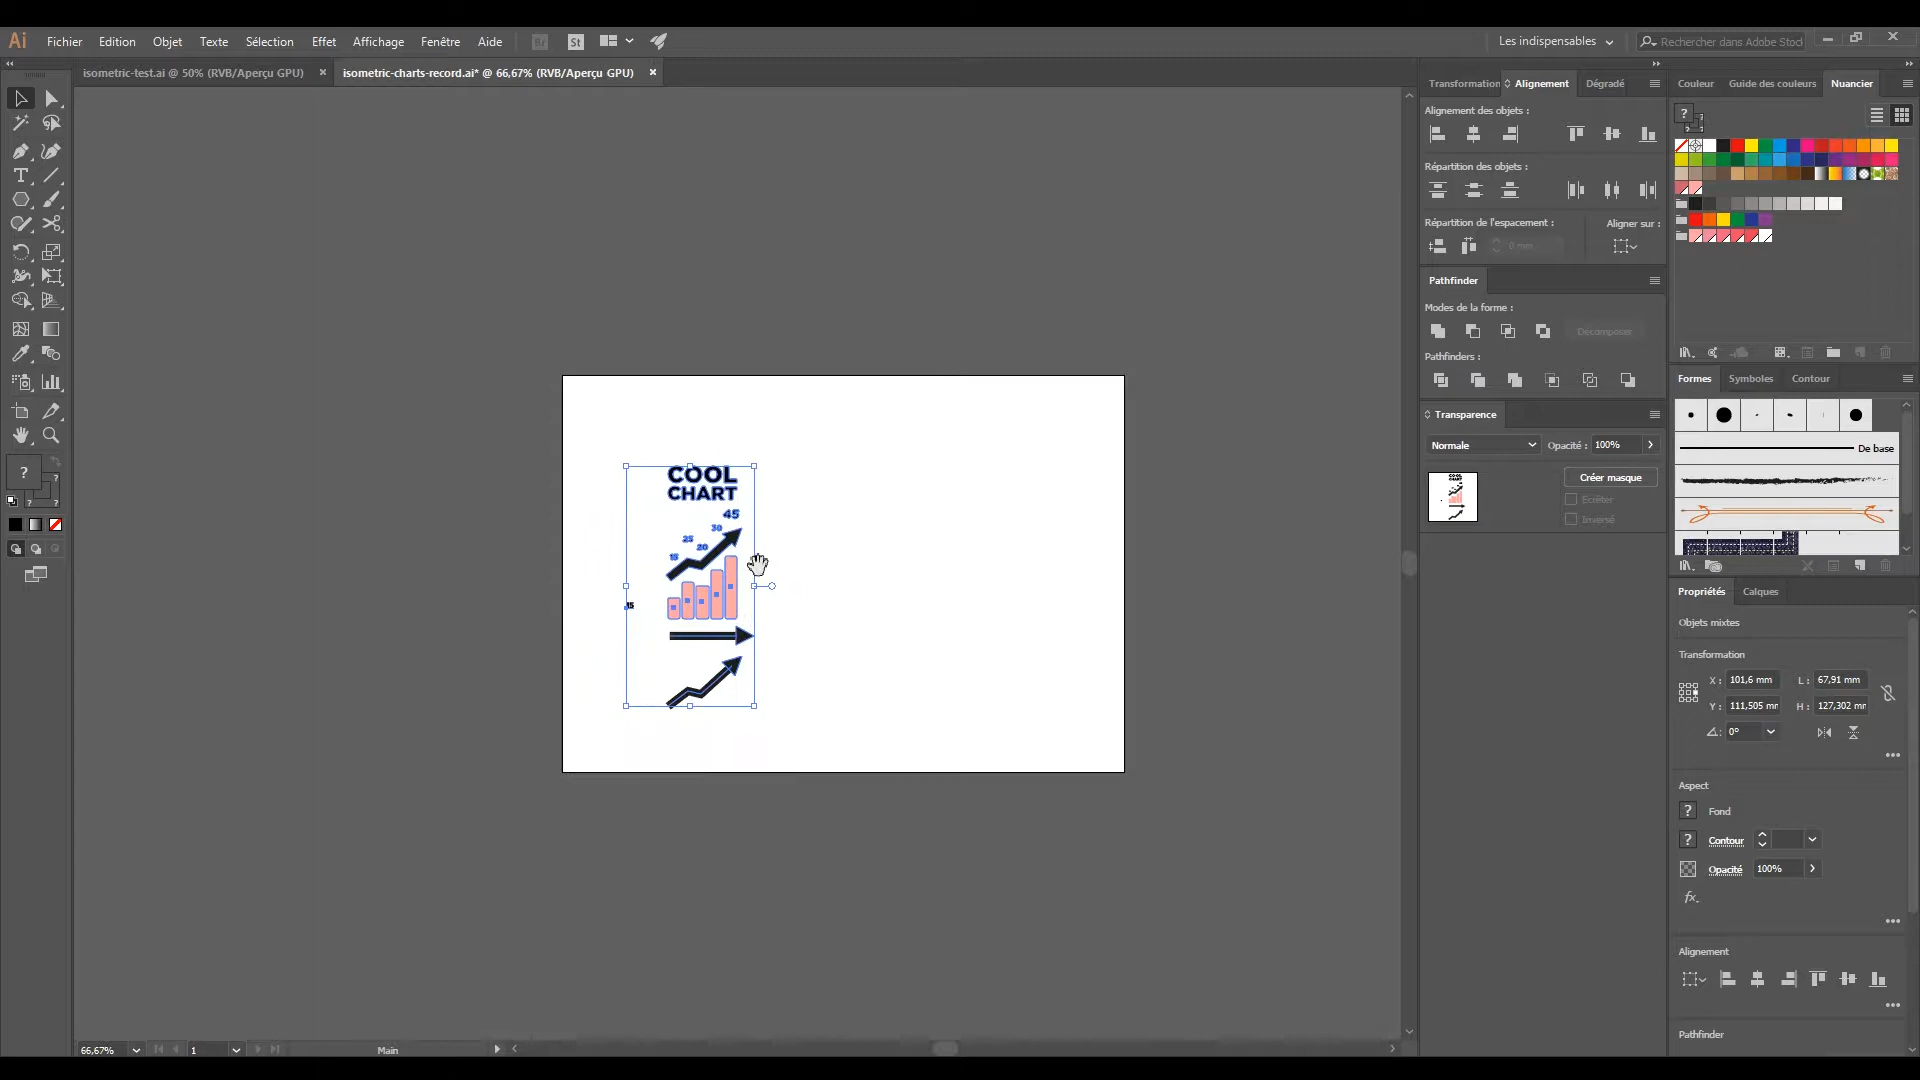 Ai Fichier Edition Objet Texte Sélection Effet Affichage Fenêtre Aide Br St Les indispensables Rechercher dans Adobe Stock
isometric-test.ai @ 50% (RVB/Aperçu GPU) × isometric-charts-record.ai* @ 66,67% (RVB/Aperçu GPU) ×
Transformation Alignement Dégradé
Alignement des objets :
Répartition des objets :
Répartition de l'espacement : Aligner sur :
0 mm
Pathfinder
Modes de la forme :
Décomposer
Pathfinders :
Transparence
Normale Opacité : 100%
Créer masque
Ecrêter
Inversé
Couleur Guide des couleurs Nuancier
?
Formes Symboles Contour
De base
Propriétés Calques
Objets mixtes
Transformation
X : 101,6 mm L : 67,91 mm
Y : 111,505 mm H : 127,302 mm
0°
Aspect
? Fond
? Contour
Opacité 100%
fx.
Alignement
Pathfinder
COOL
CHART
45
30
25
20
15
15
?
66,67% 1 Main